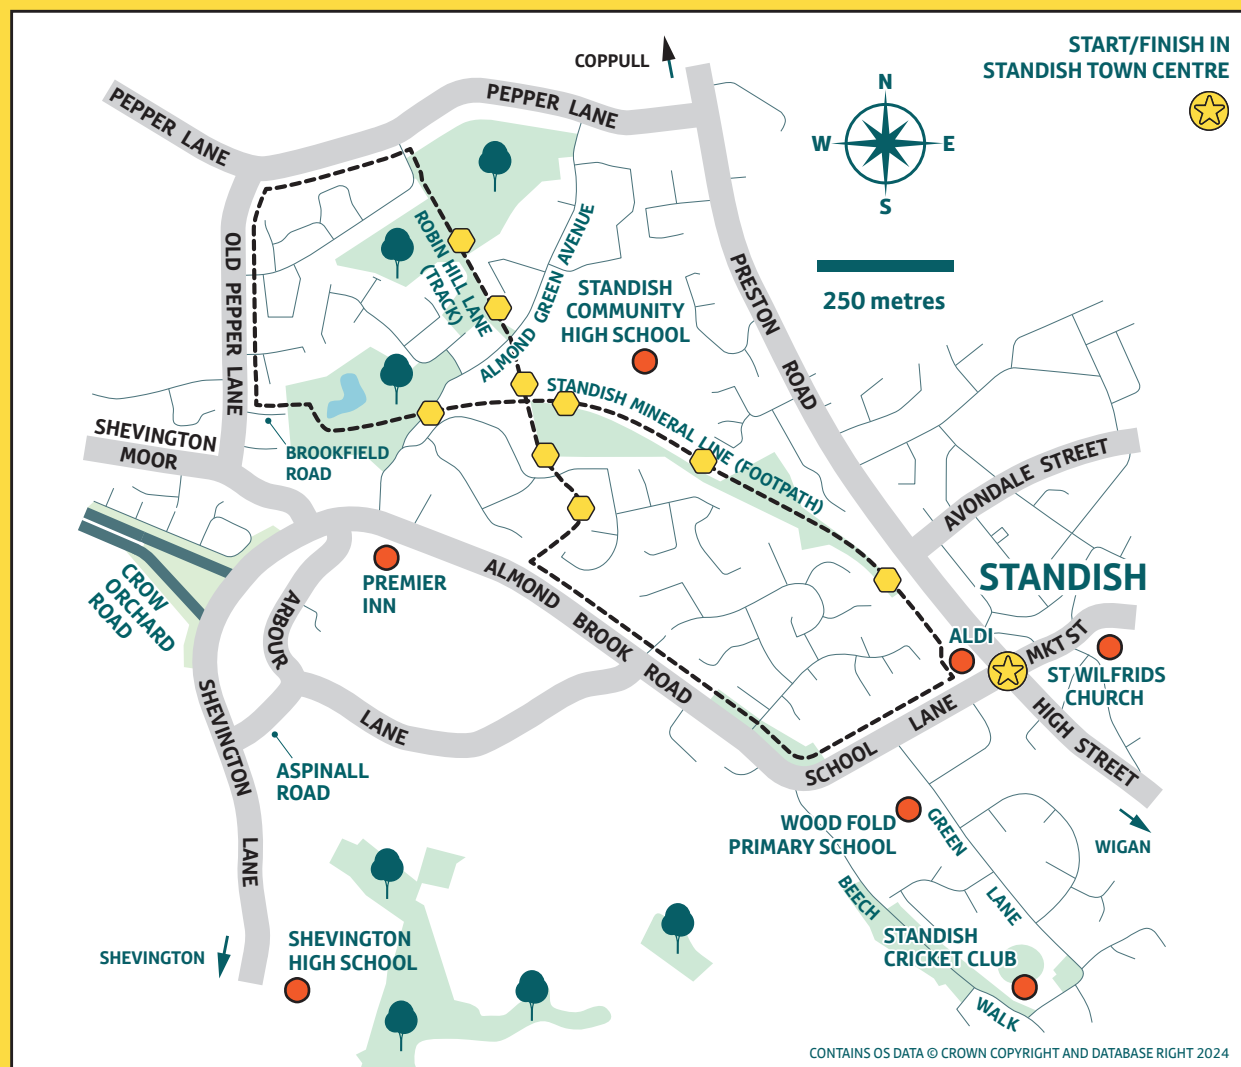 START/FINISH IN
STANDISH TOWN CENTRE
COPPULL
N
W
E
S
250 metres
PEPPER LANE
PEPPER LANE
OLD PEPPER LANE
ROBIN HILL LANE
(TRACK)
ALMOND GREEN AVENUE
STANDISH
COMMUNITY
HIGH SCHOOL
PRESTON ROAD
STANDISH MINERAL LINE (FOOTPATH)
SHEVINGTON
MOOR
BROOKFIELD
ROAD
AVONDALE STREET
CROW
ORCHARD
ROAD
PREMIER
INN
ALMOND BROOK ROAD
STANDISH
ARBOUR LANE
ALDI
MKT ST
ST WILFRIDS
CHURCH
SHEVINGTON LANE
SCHOOL LANE
HIGH STREET
ASPINALL
ROAD
WOOD FOLD
PRIMARY SCHOOL
GREEN LANE
WIGAN
BEECH WALK
STANDISH
CRICKET CLUB
SHEVINGTON
SHEVINGTON
HIGH SCHOOL
CONTAINS OS DATA © CROWN COPYRIGHT AND DATABASE RIGHT 2024